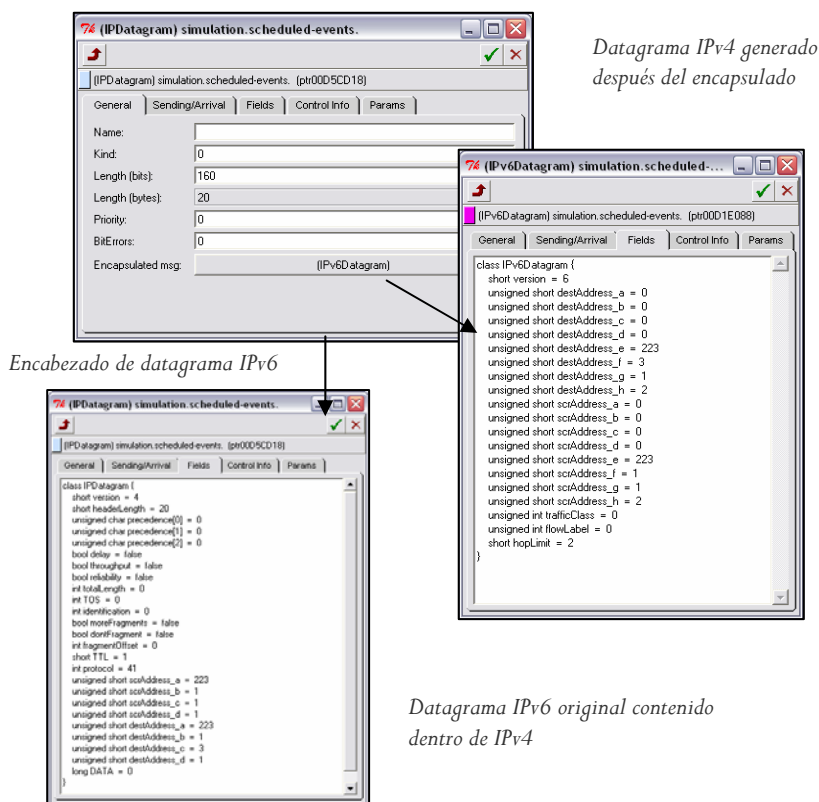 (IPDatagram) simulation.scheduled-events.
(IPDatagram) simulation.scheduled-events. (ptr00D5CD18)
General Sending/Arrival Fields Control Info Params
Name:
Kind: 0
Length (bits): 160
Length (bytes): 20
Priority: 0
BitErrors: 0
Encapsulated msg: (IPv6Datagram)
Datagrama IPv4 generado
después del encapsulado
(IPv6Datagram) simulation.scheduled-...
(IPv6Datagram) simulation.scheduled-events. (ptr00D1E088)
General Sending/Arrival Fields Control Info Params
class IPv6Datagram {
short version = 6
unsigned short destAddress_a = 0
unsigned short destAddress_b = 0
unsigned short destAddress_c = 0
unsigned short destAddress_d = 0
unsigned short destAddress_e = 223
unsigned short destAddress_f = 3
unsigned short destAddress_g = 1
unsigned short destAddress_h = 2
unsigned short scrAddress_a = 0
unsigned short scrAddress_b = 0
unsigned short scrAddress_c = 0
unsigned short scrAddress_d = 0
unsigned short scrAddress_e = 223
unsigned short scrAddress_f = 1
unsigned short scrAddress_g = 1
unsigned short scrAddress_h = 2
unsigned int trafficClass = 0
unsigned int flowLabel = 0
short hopLimit = 2
}
Encabezado de datagrama IPv6
(IPDatagram) simulation.scheduled-events.
(IPDatagram) simulation.scheduled-events. (ptr00D5CD18)
General Sending/Arrival Fields Control Info Params
class IPDatagram {
short version = 4
short headerLength = 20
unsigned char precedence[0] = 0
unsigned char precedence[1] = 0
unsigned char precedence[2] = 0
bool delay = false
bool throughput = false
bool reliability = false
int totalLength = 0
int TOS = 0
int identification = 0
bool moreFragments = false
bool dontFragment = false
int fragmentOffset = 0
short TTL = 1
int protocol = 41
unsigned short scrAddress_a = 223
unsigned short scrAddress_b = 1
unsigned short scrAddress_c = 1
unsigned short scrAddress_d = 1
unsigned short destAddress_a = 223
unsigned short destAddress_b = 1
unsigned short destAddress_c = 3
unsigned short destAddress_d = 1
long DATA = 0
}
Datagrama IPv6 original contenido
dentro de IPv4